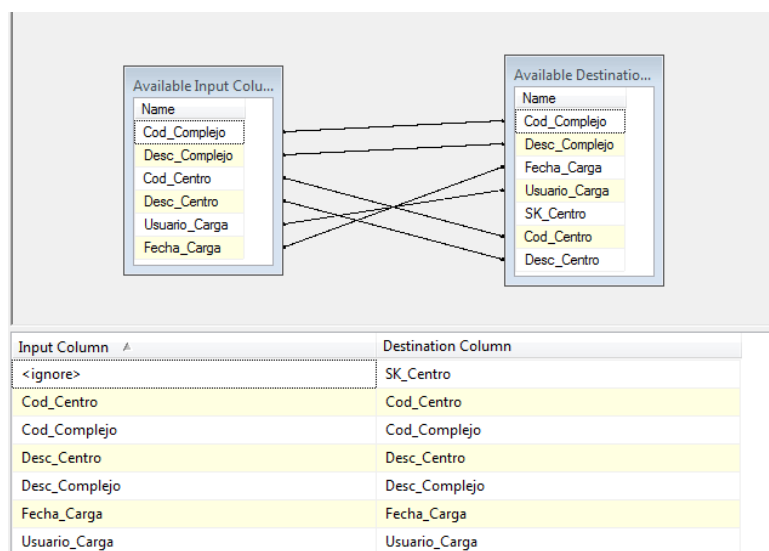 Available Input Colu...
Name
Cod_Complejo
Desc_Complejo
Cod_Centro
Desc_Centro
Usuario_Carga
Fecha_Carga
Available Destinatio...
Name
Cod_Complejo
Desc_Complejo
Fecha_Carga
Usuario_Carga
SK_Centro
Cod_Centro
Desc_Centro
Input Column Destination Column
<ignore> SK_Centro
Cod_Centro Cod_Centro
Cod_Complejo Cod_Complejo
Desc_Centro Desc_Centro
Desc_Complejo Desc_Complejo
Fecha_Carga Fecha_Carga
Usuario_Carga Usuario_Carga